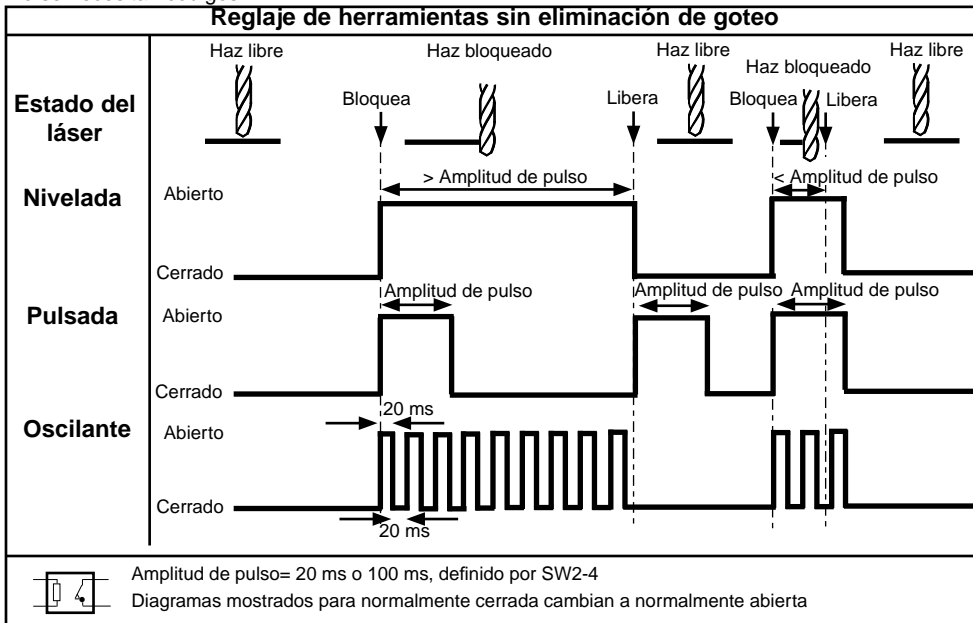 Reglaje de herramientas sin eliminación de goteo
Haz libre
Haz bloqueado
Haz libre
Haz bloqueado
Haz libre
Estado del
láser
Bloquea
Libera
Bloquea
Libera
Nivelada
Abierto
> Amplitud de pulso
< Amplitud de pulso
Cerrado
Pulsada
Abierto
Amplitud de pulso
Amplitud de pulso
Amplitud de pulso
Cerrado
Oscilante
Abierto
20 ms
Cerrado
20 ms
Amplitud de pulso= 20 ms o 100 ms, definido por SW2-4
Diagramas mostrados para normalmente cerrada cambian a normalmente abierta